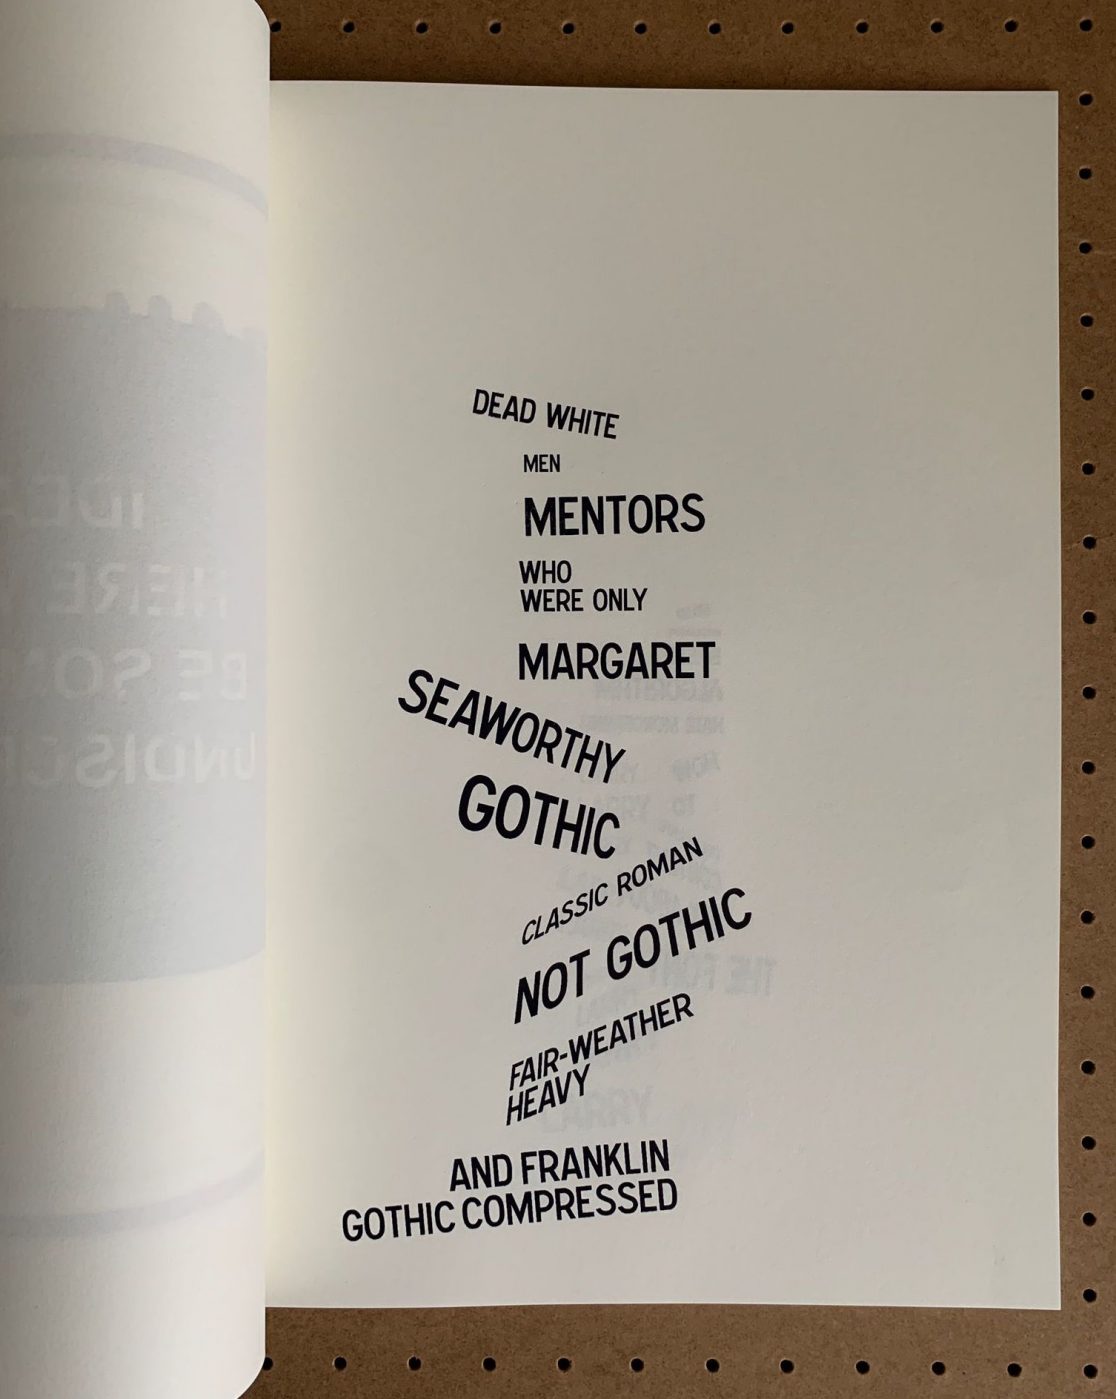 DEAD WHITE
MEN
MENTORS
WHO
WERE ONLY
MARGARET
SEAWORTHY
GOTHIC
CLASSIC ROMAN
NOT GOTHIC
FAIR-WEATHER
HEAVY
AND FRANKLIN
GOTHIC COMPRESSED